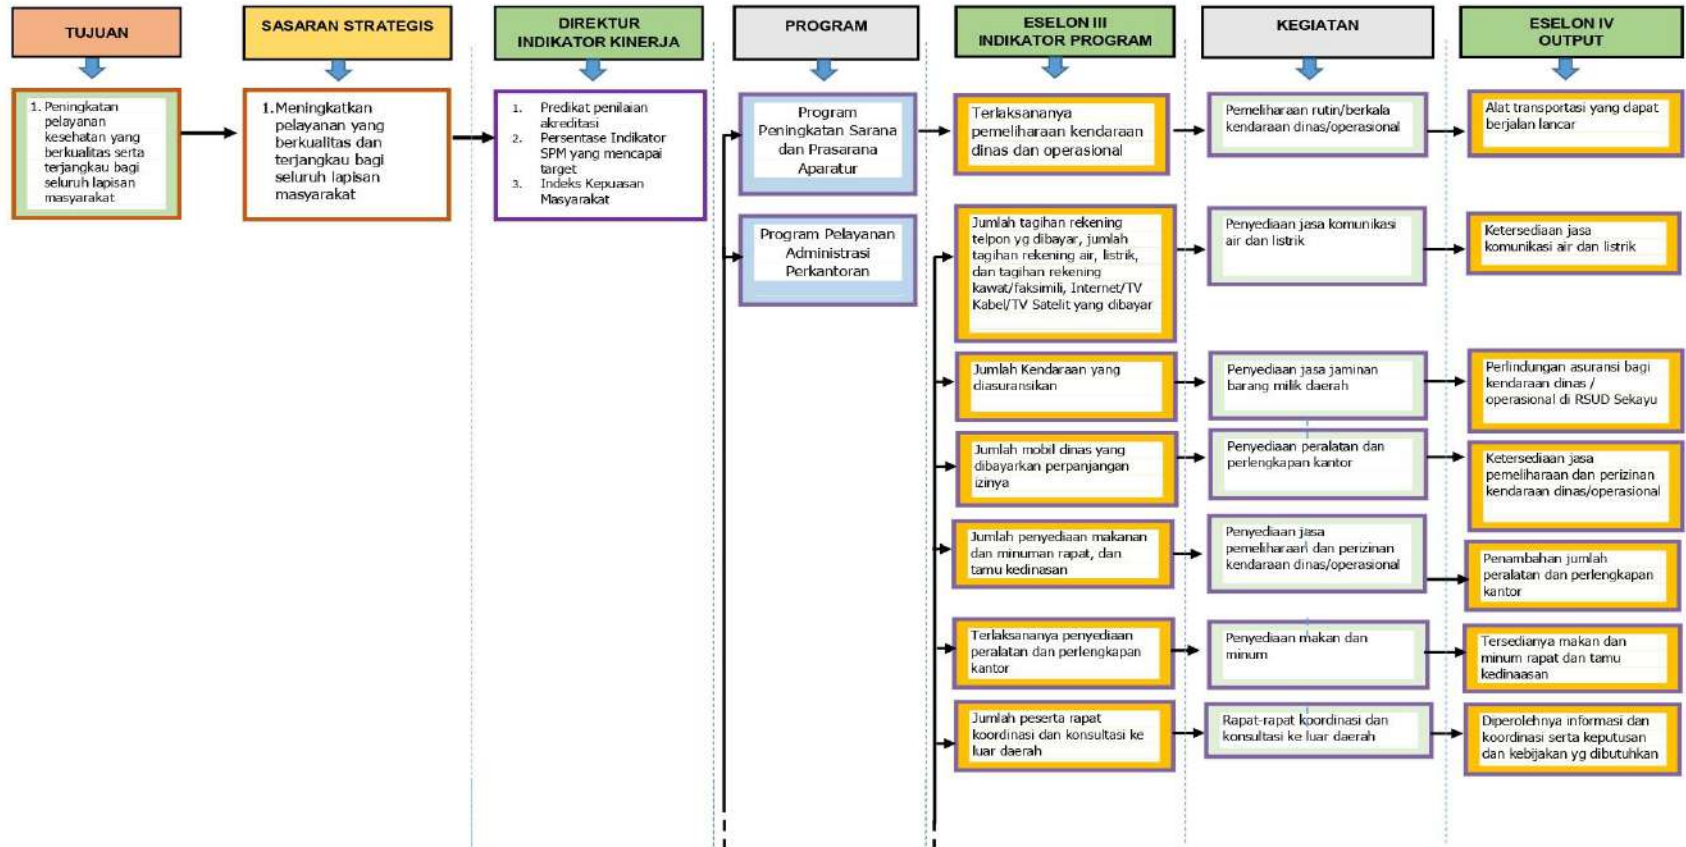 TUJUAN
SASARAN STRATEGIS
DIREKTUR
INDIKATOR KINERJA
PROGRAM
ESELON III
INDIKATOR PROGRAM
KEGIATAN
ESELON IV
OUTPUT
1. Peningkatan
pelayanan
kesehatan yang
berkualitas serta
terjangkau bagi
seluruh lapisan
masyarakat
1.Meningkatkan
pelayanan yang
berkualitas dan
terjangkau bagi
seluruh lapisan
masyarakat
1. Predikat penilaian
akreditasi
2. Persentase Indikator
SPM yang mencapai
target
3. Indeks Kepuasan
Masyarakat
Program
Peningkatan Sarana
dan Prasarana
Aparatur
Program Pelayanan
Administrasi
Perkantoran
Terlaksananya
pemeliharaan kendaraan
dinas dan operasional
Pemeliharaan rutin/berkala
kendaraan dinas/operasional
Alat transportasi yang dapat
berjalan lancar
Jumlah tagihan rekening
telpon yg dibayar, jumlah
tagihan rekening air, listrik,
dan tagihan rekening
kawat/faksimili, Internet/TV
Kabel/TV Satelit yang dibayar
Penyediaan jasa komunikasi
air dan listrik
Ketersediaan jasa
komunikasi air dan listrik
Jumlah Kendaraan yang
diasuransikan
Penyediaan jasa jaminan
barang milik daerah
Perlindungan asuransi bagi
kendaraan dinas /
operasional di RSUD Sekayu
Jumlah mobil dinas yang
dibayarkan perpanjangan
izinya
Penyediaan peralatan dan
perlengkapan kantor
Ketersediaan jasa
pemeliharaan dan perizinan
kendaraan dinas/operasional
Jumlah penyediaan makanan
dan minuman rapat, dan
tamu kedinasan
Penyediaan jasa
pemeliharaan dan perizinan
kendaraan dinas/operasional
Penambahan jumlah
peralatan dan perlengkapan
kantor
Terlaksananya penyediaan
peralatan dan perlengkapan
kantor
Penyediaan makan dan
minum
Tersedianya makan dan
minum rapat dan tamu
kedinaasan
Jumlah peserta rapat
koordinasi dan konsultasi ke
luar daerah
Rapat-rapat koordinasi dan
konsultasi ke luar daerah
Diperolehnya informasi dan
koordinasi serta keputusan
dan kebijakan yg dibutuhkan